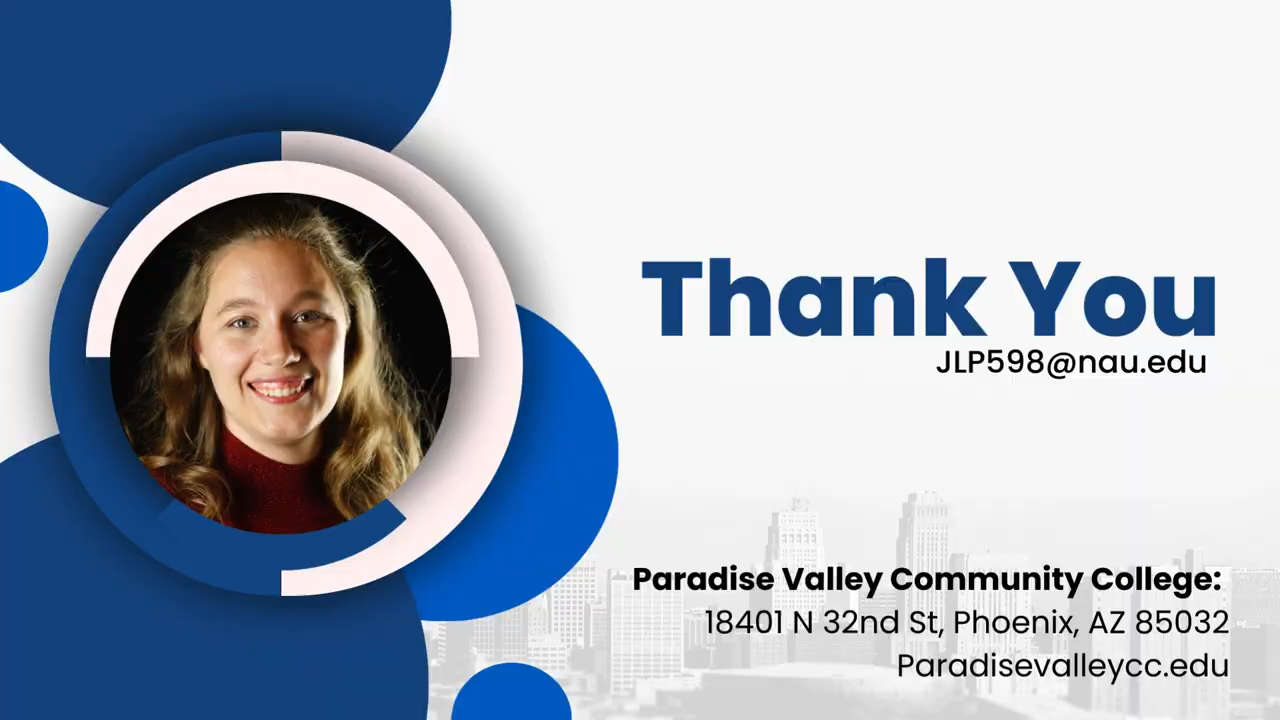 Thank You
JLP598@nau.edu
Paradise Valley Community College:
18401 N 32nd St, Phoenix, AZ 85032
Paradisevalleycc.edu